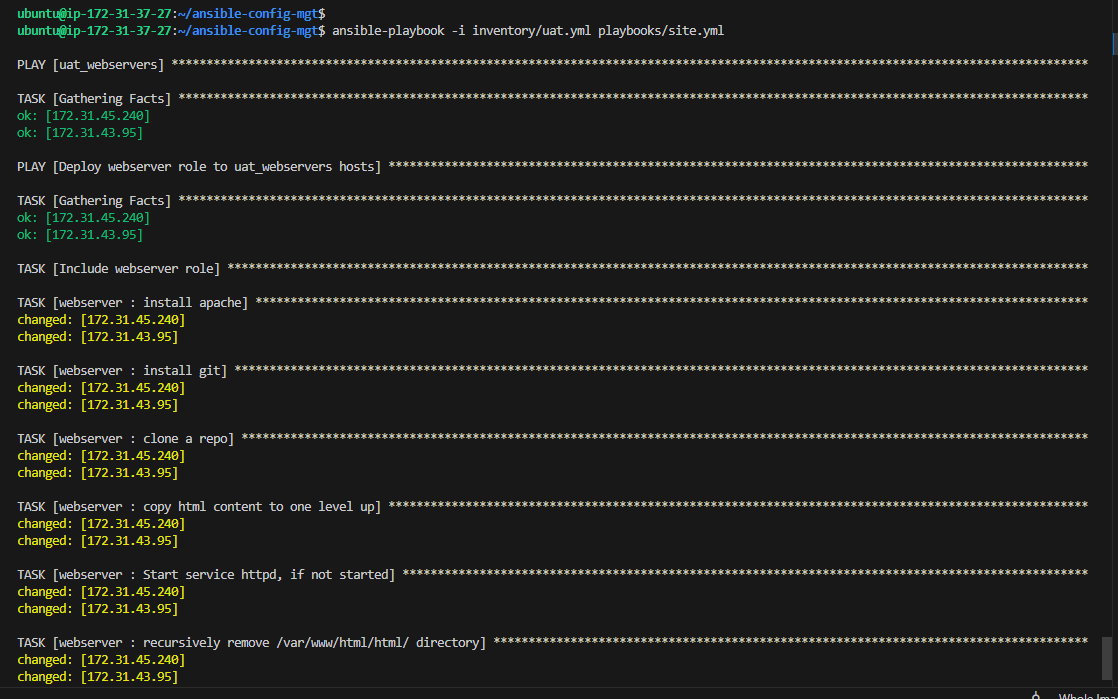 ubuntu@ip-172-31-37-27:~/ansible-config-mgt$
ubuntu@ip-172-31-37-27:~/ansible-config-mgt$ ansible-playbook -i inventory/uat.yml playbooks/site.yml
PLAY [uat_webservers] ***********************************************************************************************************************************
TASK [Gathering Facts] **********************************************************************************************************************************
ok: [172.31.45.240]
ok: [172.31.43.95]
PLAY [Deploy webserver role to uat_webservers hosts] ****************************************************************************************************
TASK [Gathering Facts] **********************************************************************************************************************************
ok: [172.31.45.240]
ok: [172.31.43.95]
TASK [Include webserver role] ***************************************************************************************************************************
TASK [webserver : install apache] ***********************************************************************************************************************
changed: [172.31.45.240]
changed: [172.31.43.95]
TASK [webserver : install git] **************************************************************************************************************************
changed: [172.31.45.240]
changed: [172.31.43.95]
TASK [webserver : clone a repo] *************************************************************************************************************************
changed: [172.31.45.240]
changed: [172.31.43.95]
TASK [webserver : copy html content to one level up] ****************************************************************************************************
changed: [172.31.45.240]
changed: [172.31.43.95]
TASK [webserver : Start service httpd, if not started] **************************************************************************************************
changed: [172.31.45.240]
changed: [172.31.43.95]
TASK [webserver : recursively remove /var/www/html/html/ directory] *************************************************************************************
changed: [172.31.45.240]
changed: [172.31.43.95]